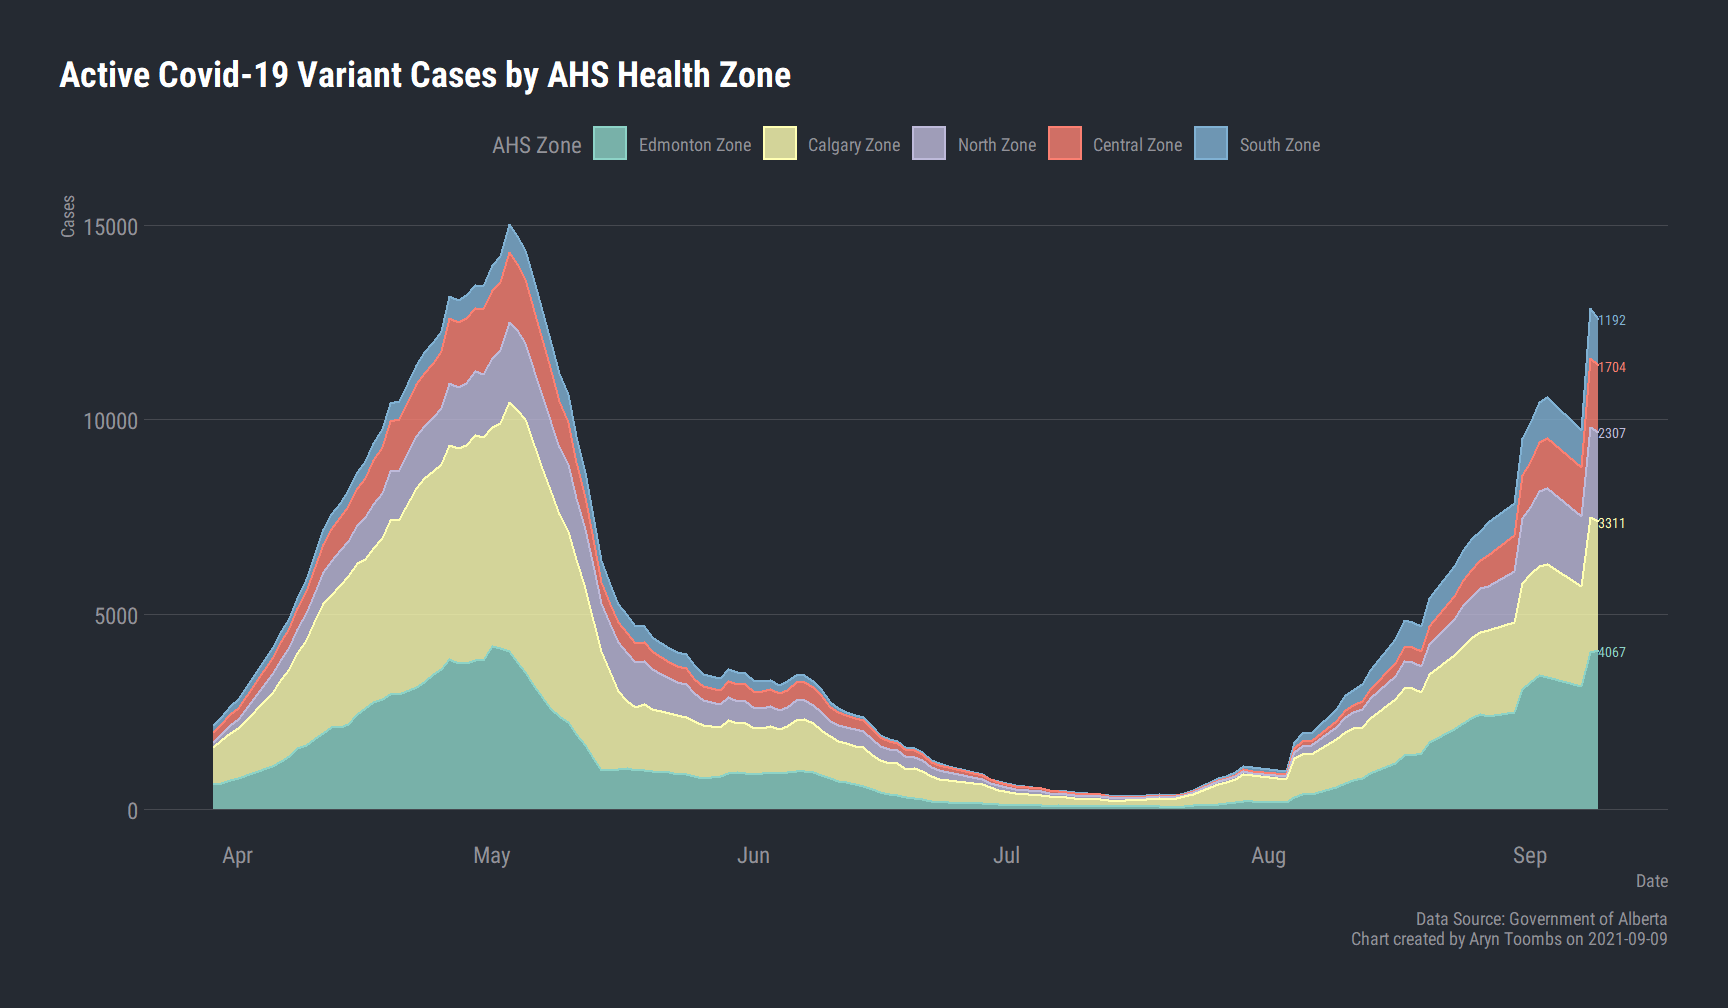 Active Covid-19 Variant Cases by AHS Health Zone
AHS Zone Edmonton Zone Calgary Zone North Zone Central Zone South Zone
Cases
15000
10000
5000
0
1192
1704
2307
3311
4067
Apr May Jun Jul Aug Sep
Date
Data Source: Government of Alberta
Chart created by Aryn Toombs on 2021-09-09